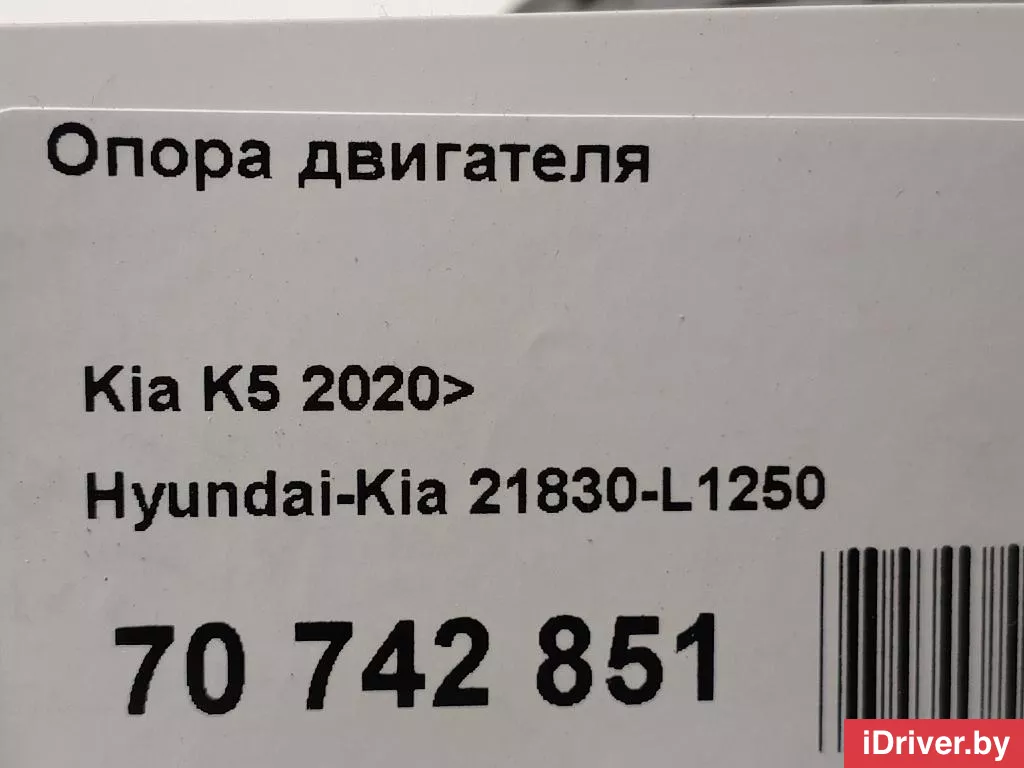 Опора двигателя
Kia K5 2020>
Hyundai-Kia 21830-L1250
70 742 851
iDriver.by